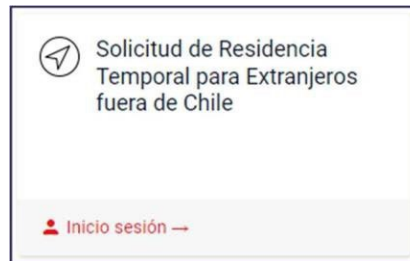 Solicitud de Residencia
Temporal para Extranjeros
fuera de Chile
Inicio sesión →